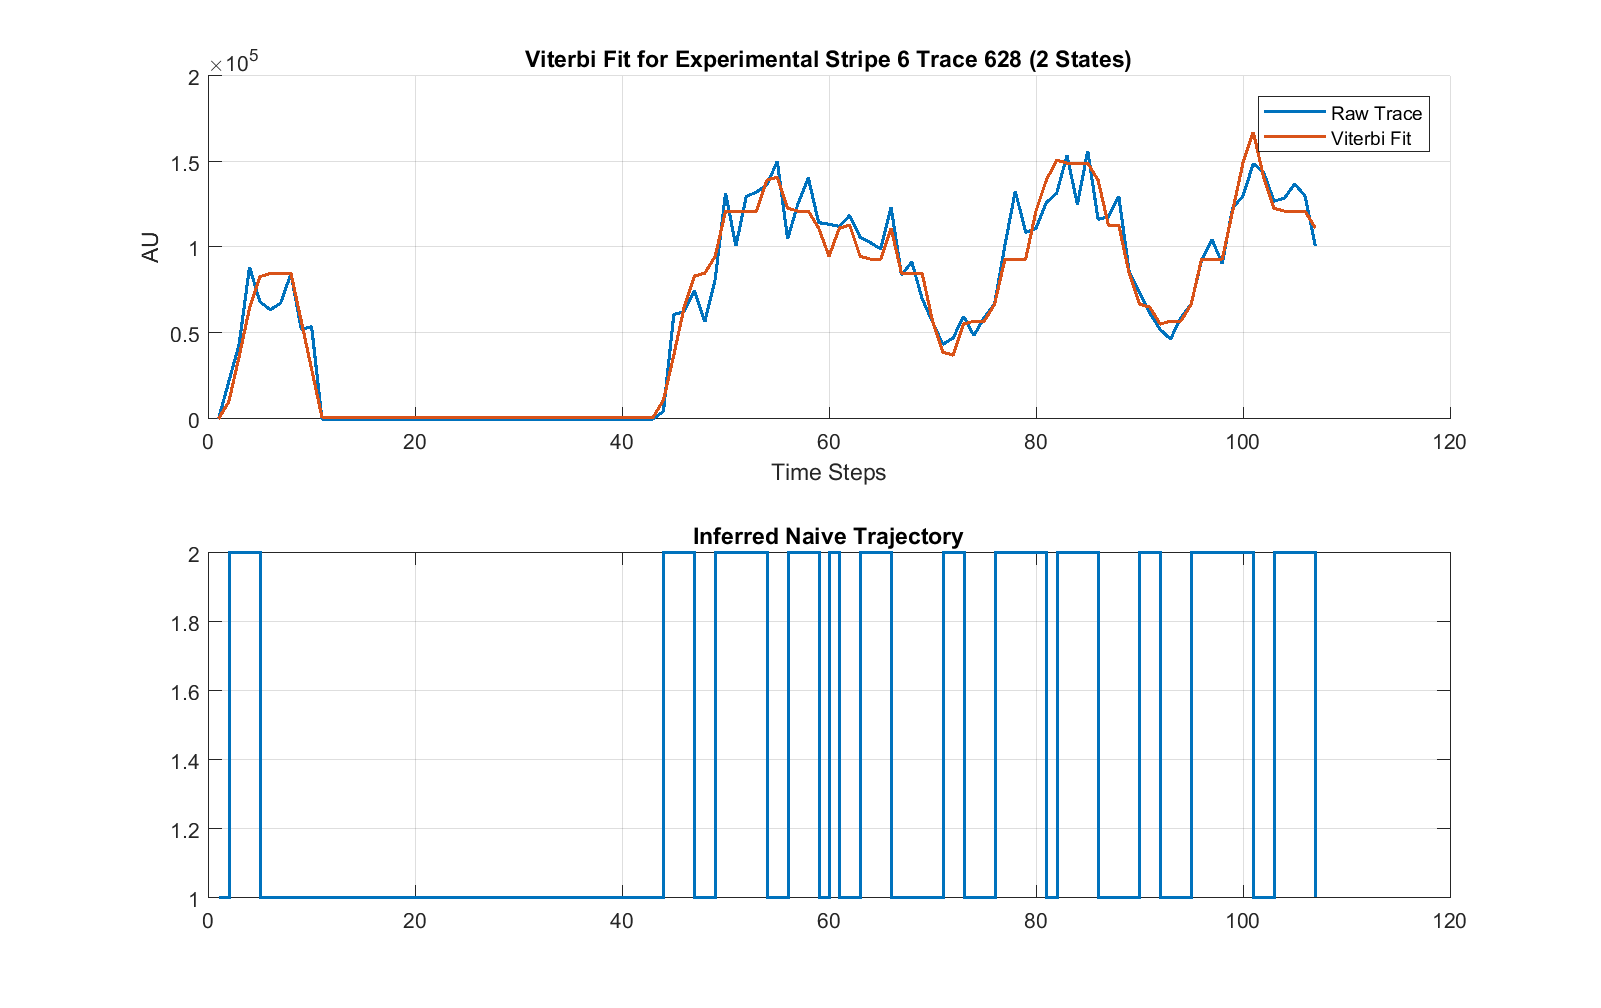 Viterbi Fit for Experimental Stripe 6 Trace 628 (2 States)
×10^5
2
1.5
1
0.5
0
AU
Raw Trace
Viterbi Fit
0 20 40 60 80 100 120
Time Steps
Inferred Naive Trajectory
2
1.8
1.6
1.4
1.2
1
0 20 40 60 80 100 120